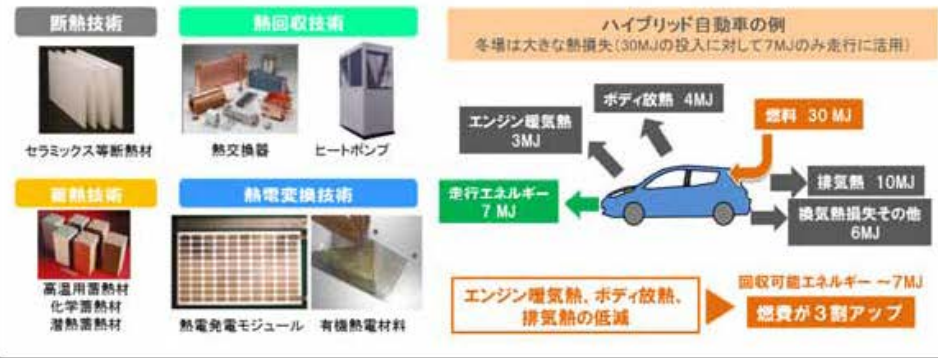 断熱技術
セラミックス等断熱材
熱回収技術
熱交換器
ヒートポンプ
蓄熱技術
高温用蓄熱材
化学蓄熱材
潜熱蓄熱材
熱電変換技術
熱電発電モジュール
有機熱電材料
ハイブリッド自動車の例
冬場は大きな熱損失(30MJの投入に対して7MJのみ走行に活用)
エンジン暖気熱
3MJ
ボディ放熱 4MJ
燃料 30 MJ
走行エネルギー
7 MJ
排気熱 10MJ
換気熱損失その他
6MJ
エンジン暖気熱、ボディ放熱、
排気熱の低減
回収可能エネルギー ～7MJ
燃費が3割アップ